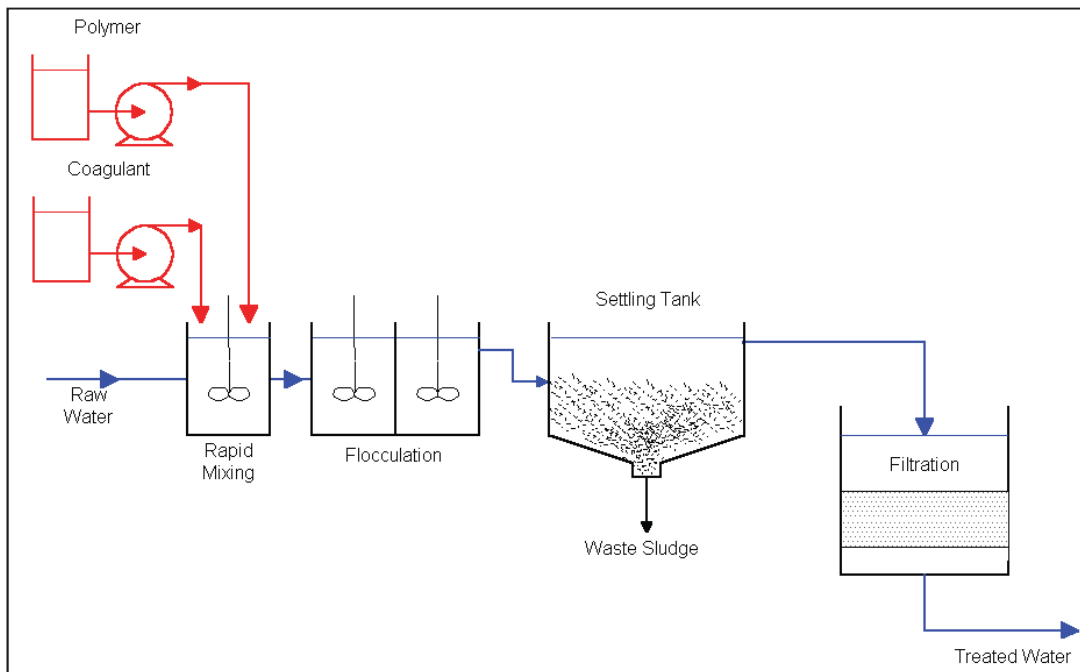 Polymer
Coagulant
Settling Tank
Raw
Water
Rapid
Mixing
Flocculation
Filtration
Waste Sludge
Treated Water